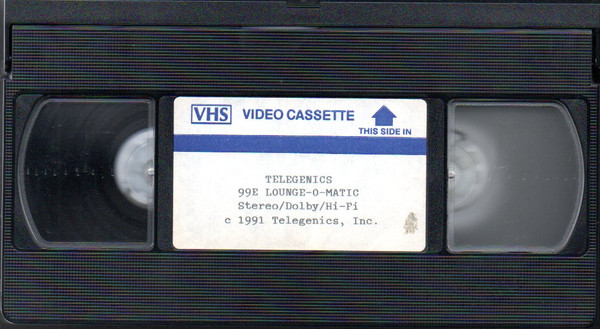 VHS VIDEO CASSETTE
THIS SIDE IN
TELEGENICS
99E LOUNGE-O-MATIC
Stereo/Dolby/Hi-Fi
c 1991 Telegenics, Inc.